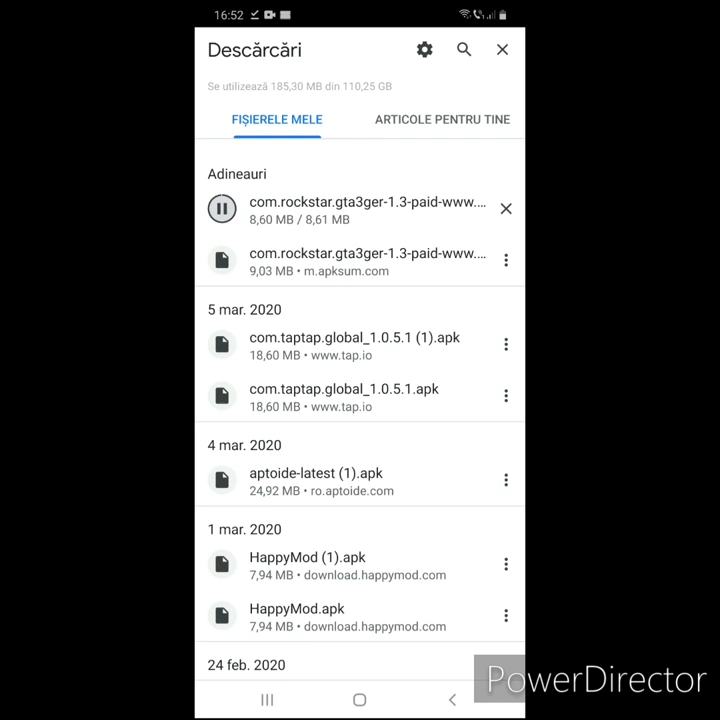 16:52
Descărcări
Se utilizează 185,30 MB din 110,25 GB
FIȘIERELE MELE
ARTICOLE PENTRU TINE
Adineauri
com.rockstar.gta3ger-1.3-paid-www....
8,60 MB / 8,61 MB
com.rockstar.gta3ger-1.3-paid-www....
9,03 MB • m.apksum.com
5 mar. 2020
com.taptap.global_1.0.5.1 (1).apk
18,60 MB • www.tap.io
com.taptap.global_1.0.5.1.apk
18,60 MB • www.tap.io
4 mar. 2020
aptoide-latest (1).apk
24,92 MB • ro.aptoide.com
1 mar. 2020
HappyMod (1).apk
7,94 MB • download.happymod.com
HappyMod.apk
7,94 MB • download.happymod.com
24 feb. 2020
PowerDirector